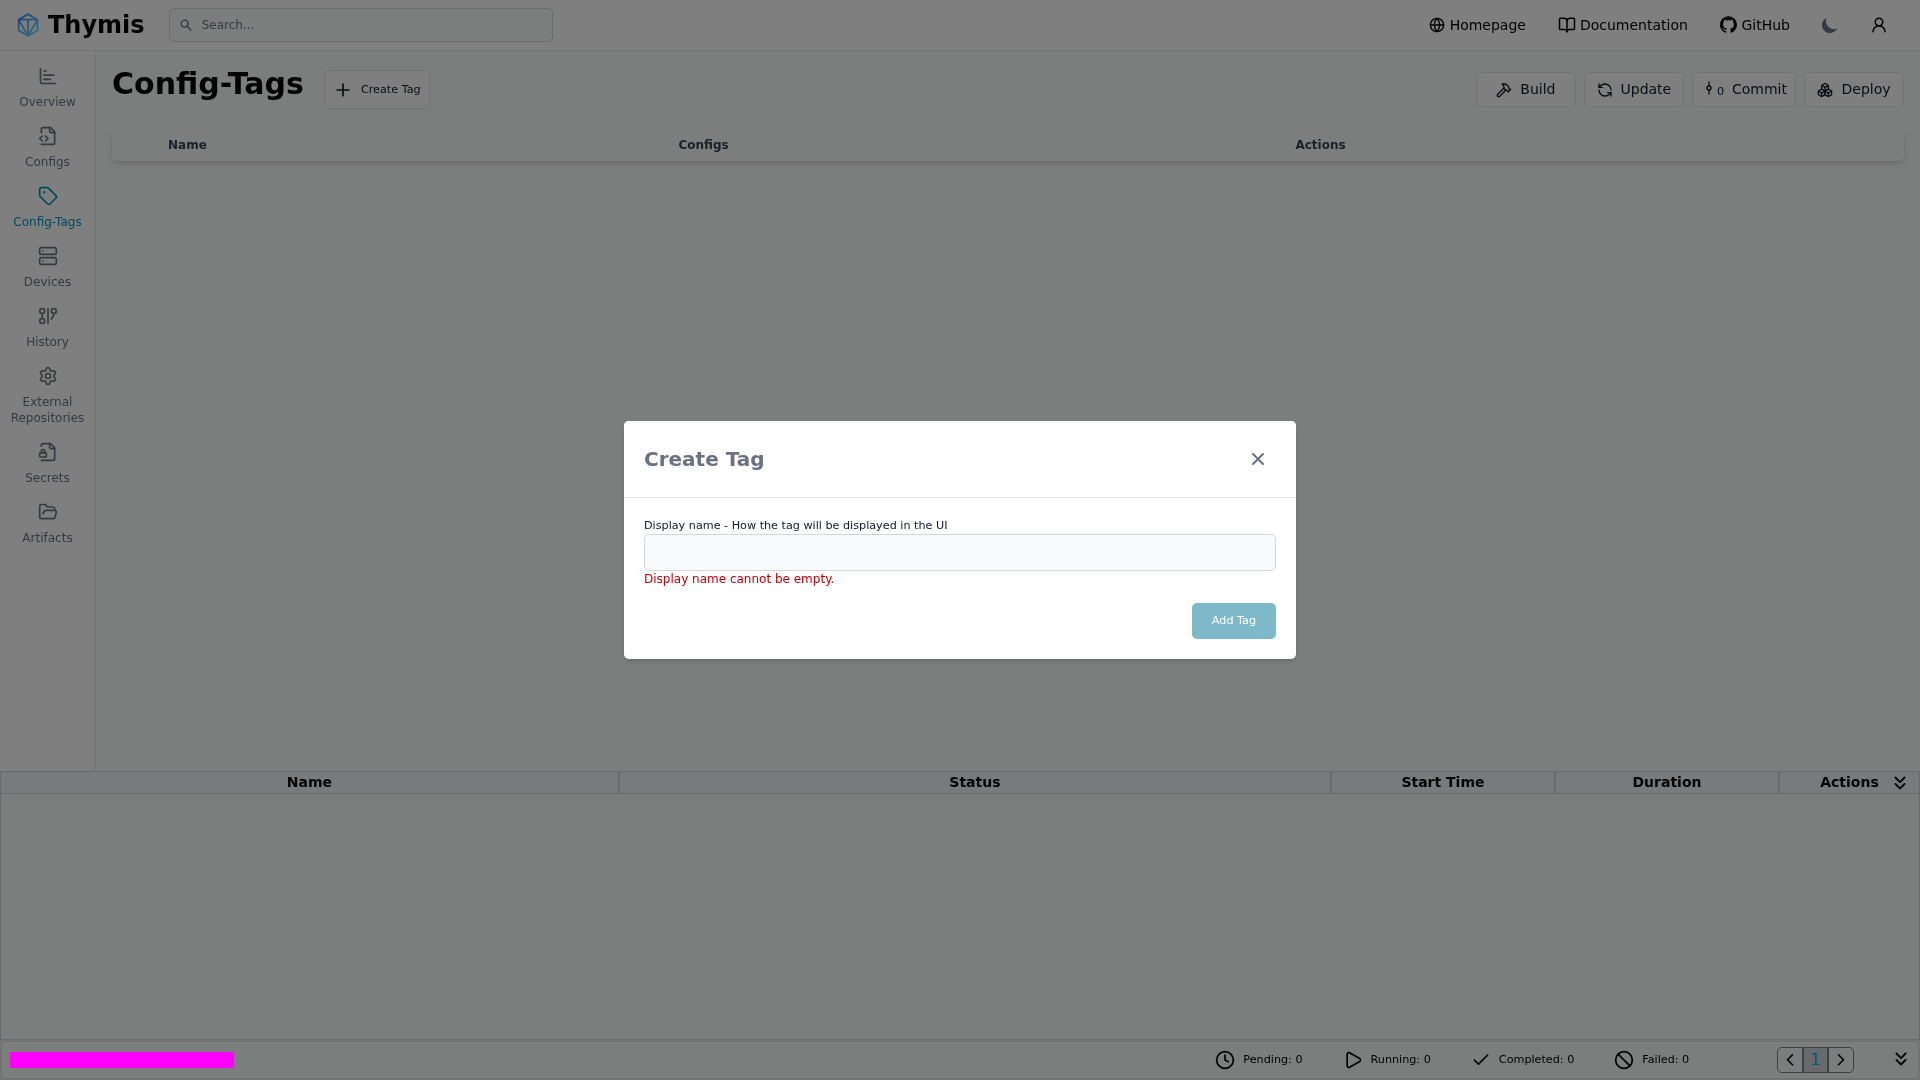 Thymis
Search...
Homepage
Documentation
GitHub
Config-Tags
Create Tag
Build
Update
0 Commit
Deploy
Overview
Configs
Config-Tags
Devices
History
External
Repositories
Secrets
Artifacts
Name Configs Actions
Create Tag
Display name - How the tag will be displayed in the UI
Display name cannot be empty.
Add Tag
Name Status Start Time Duration Actions
Pending: 0 Running: 0 Completed: 0 Failed: 0 1